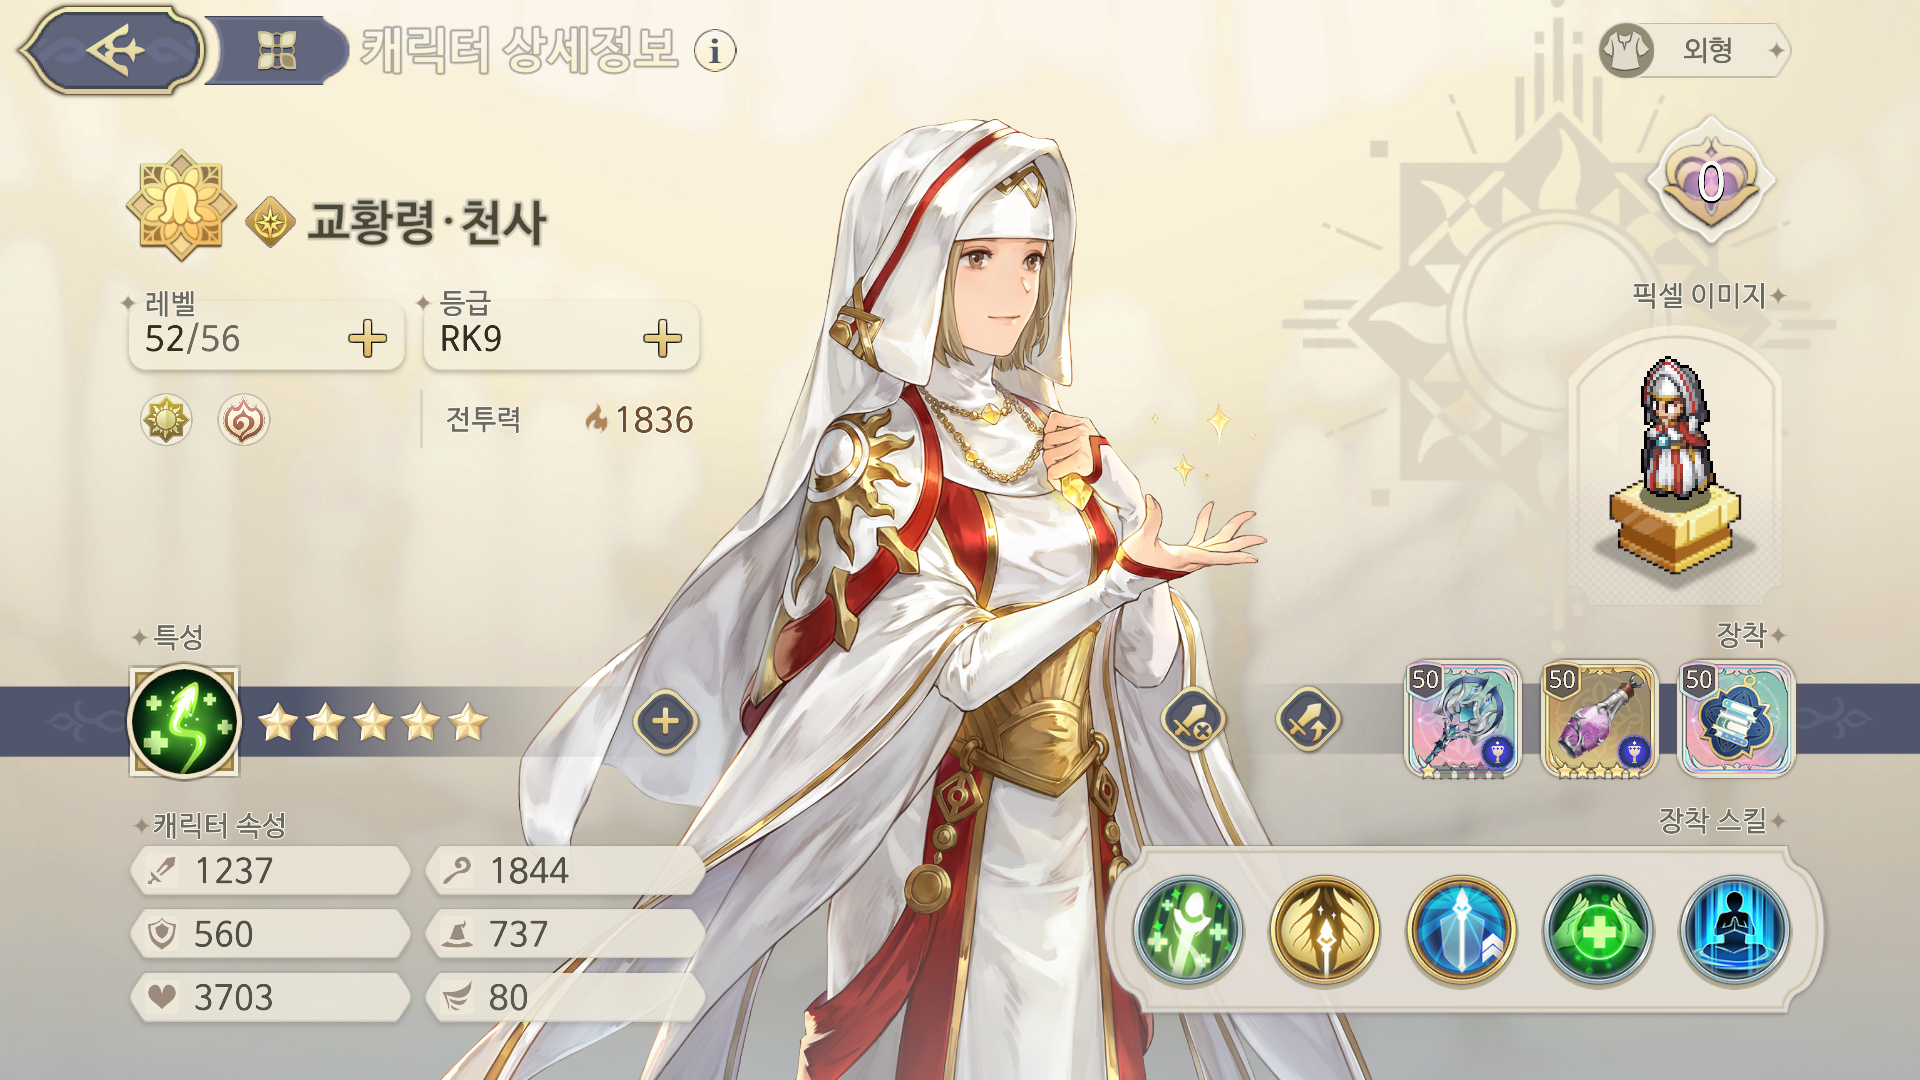 캐릭터 상세정보 i
외형
0
교황령·천사
레벨
52/56
등급
RK9
전투력
1836
픽셀 이미지
특성
장착
50
50
50
캐릭터 속성
장착 스킬
1237
1844
560
737
3703
80